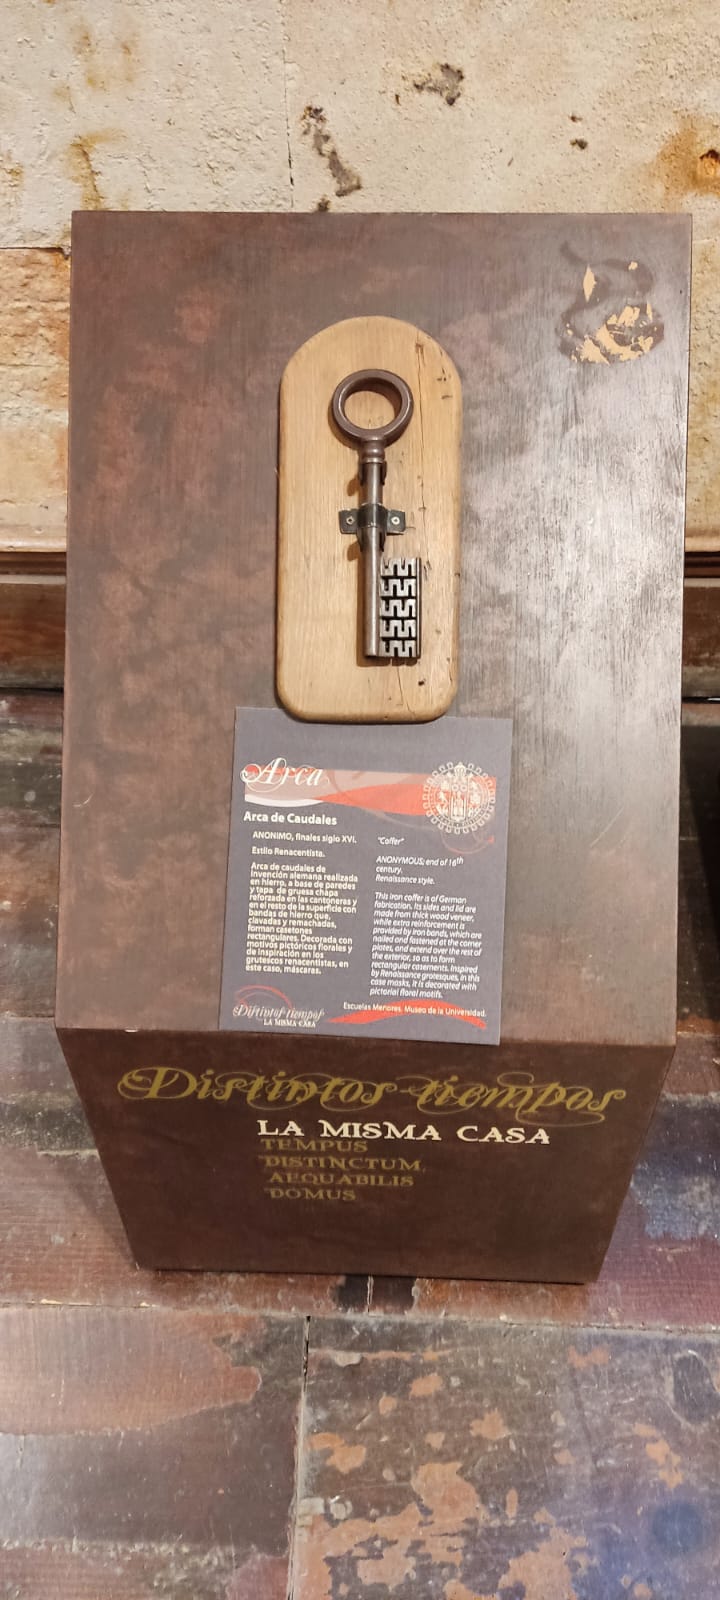 Arca
Arca de Caudales
ANONIMO, finales siglo XVI.
Estilo Renacentista.
Arca de caudales de
invención alemana realizada
en hierro, a base de paredes
y tapa de gruesa chapa
reforzada en las cantoneras y
en el resto de la superficie con
bandas de hierro que,
clavadas y remachadas,
forman casetones
rectangulares. Decorada con
motivos pictóricos florales y
de inspiración en los
grutescos renacentistas, en
este caso, máscaras.
"Coffer"
ANONYMOUS; end of 16th
century.
Renaissance style.
This iron coffer is of German
fabrication. Its sides and lid are
made from thick wood veneer,
while extra reinforcement is
provided by iron bands, which are
nailed and fastened at the corner
plates, and extend over the rest of
the exterior, so as to form
rectangular casements. Inspired
by Renaissance grotesques, in this
case masks, it is decorated with
pictorial floral motifs.
Distintos tiempos
LA MISMA CASA
Escuelas Menores. Museo de la Universidad.
Distintos tiempos
LA MISMA CASA
TEMPUS
DISTINCTUM,
AEQUABILIS
DOMUS